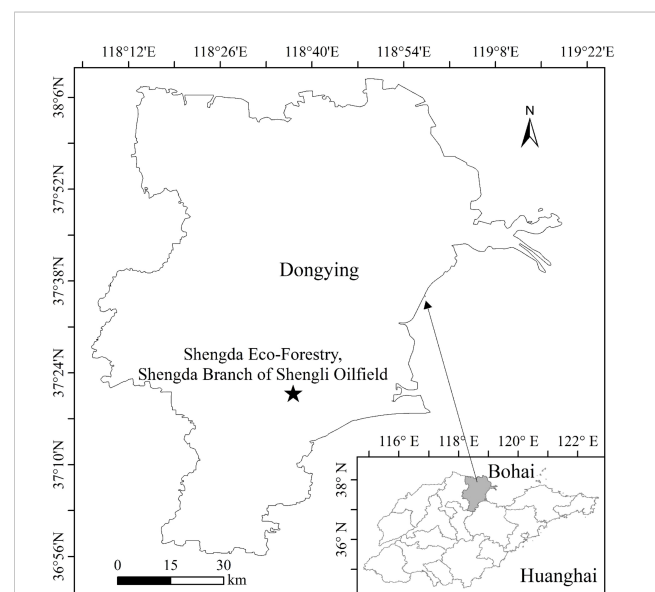 118°12'E 118°26'E 118°40'E 118°54'E 119°8'E 119°22'E
38°6'N
N
37°52'N
Dongying
37°38'N
Shengda Eco-Forestry,
Shengda Branch of Shengli Oilfield
37°24'N
116° E 118° E 120° E 122° E
37°10'N
Bohai
38° N
36° N
36°56'N
0 15 30
km
Huanghai